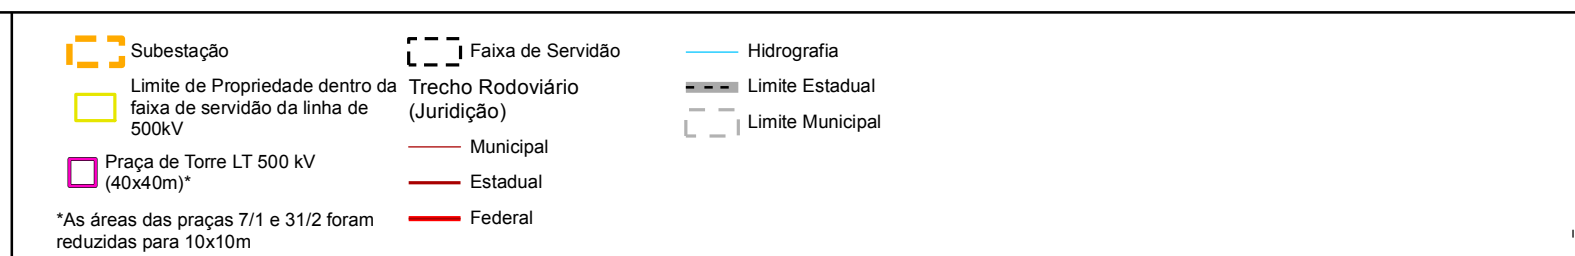 Subestação
Limite de Propriedade dentro da
faixa de servidão da linha de
500kV
Praça de Torre LT 500 kV
(40x40m)*
*As áreas das praças 7/1 e 31/2 foram
reduzidas para 10x10m
Faixa de Servidão
Trecho Rodoviário
(Juridição)
Municipal
Estadual
Federal
Hidrografia
Limite Estadual
Limite Municipal